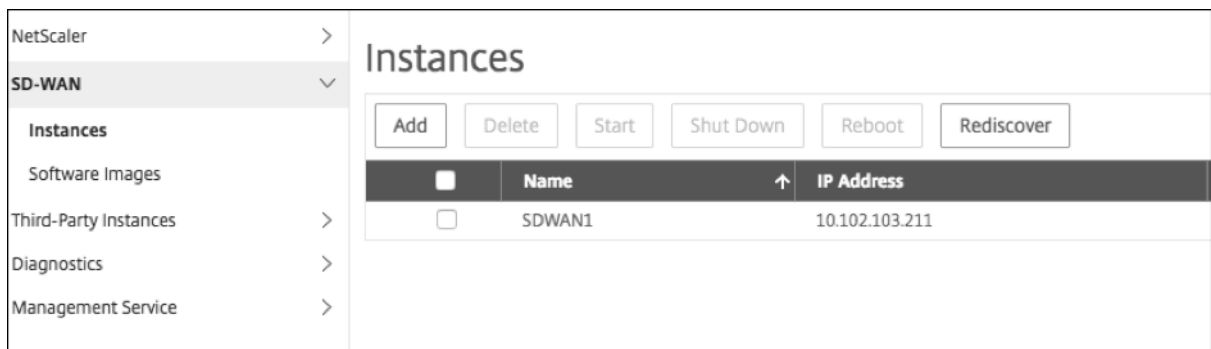 NetScaler
SD-WAN
Instances
Software Images
Third-Party Instances
Diagnostics
Management Service
Instances
Add Delete Start Shut Down Reboot Rediscover
Name IP Address
SDWAN1 10.102.103.211